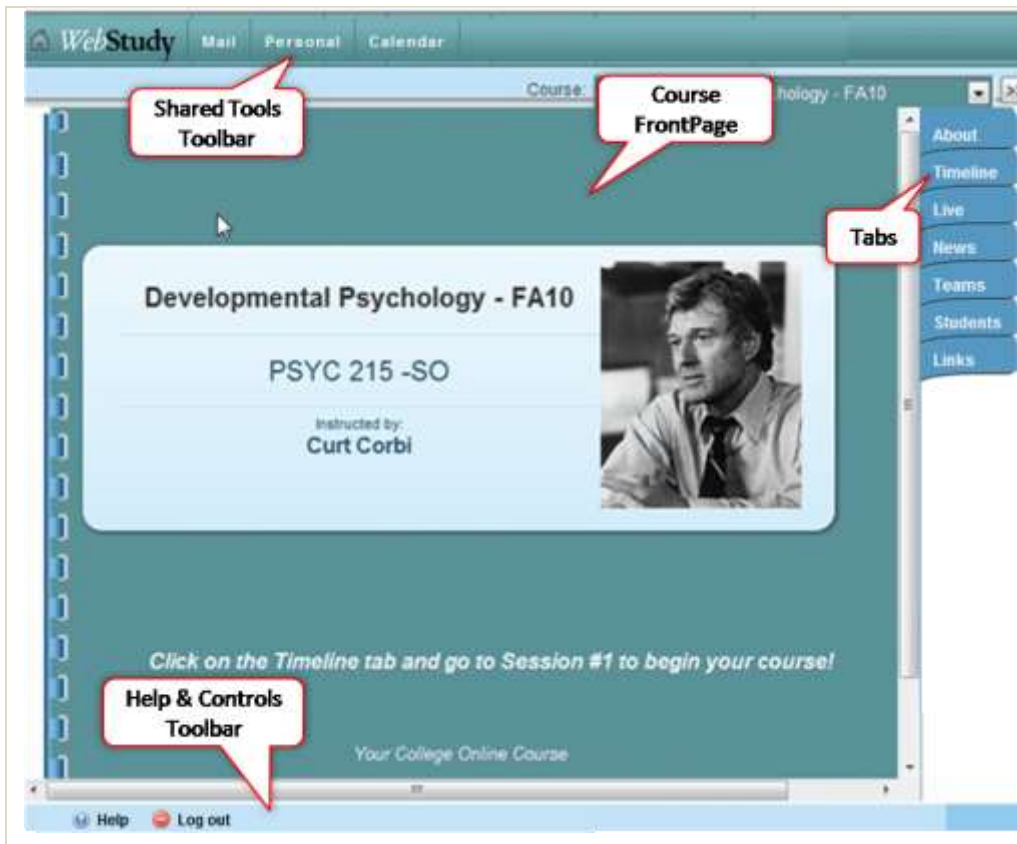 WebStudy Mail Personal Calendar
Shared Tools
Toolbar
Course:
Course
FrontPage
hology - FA10
About
Timeline
Live
News
Teams
Students
Links
Tabs
Developmental Psychology - FA10
PSYC 215 -SO
Instructed by:
Curt Corbi
Click on the Timeline tab and go to Session #1 to begin your course!
Help & Controls
Toolbar
Your College Online Course
Help Log out